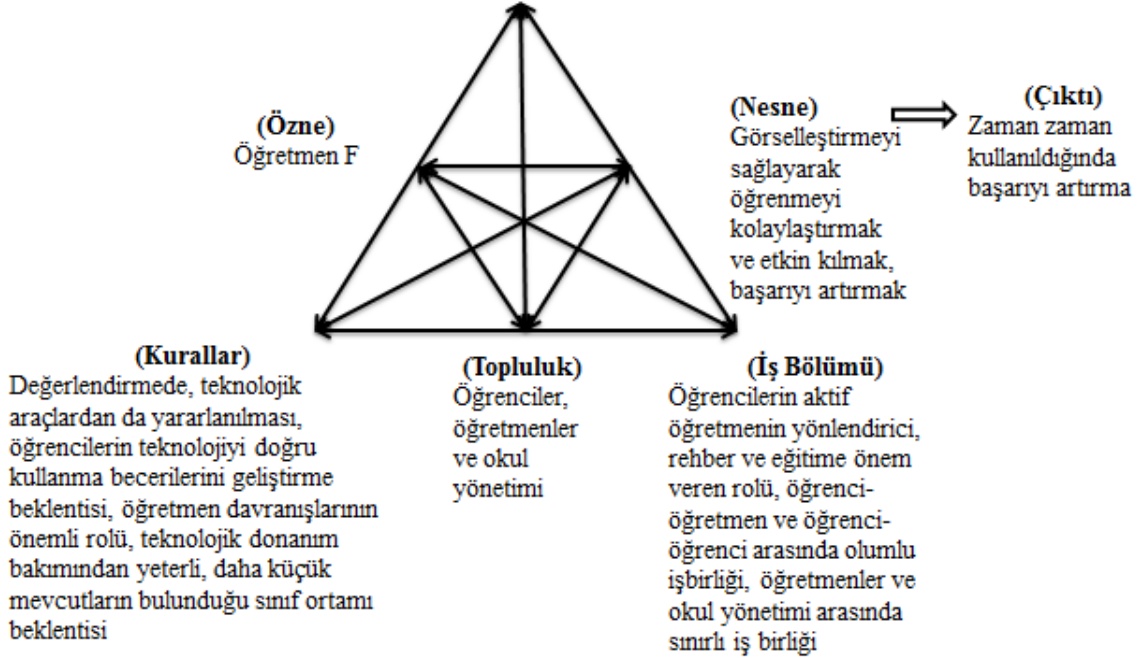 (Özne)
Öğretmen F
(Nesne)
Görselleştirmeyi
sağlayarak
öğrenmeyi
kolaylaştırmak
ve etkin kılmak,
başarıyı artırmak
(Çıktı)
Zaman zaman
kullanıldığında
başarıyı artırma
(Kurallar)
Değerlendirmede, teknolojik
araçlardan da yararlanılması,
öğrencilerin teknolojiyi doğru
kullanma becerilerini geliştirme
beklentisi, öğretmen davranışlarının
önemli rolü, teknolojik donanım
bakımından yeterli, daha küçük
mevcutların bulunduğu sınıf ortamı
beklentisi
(Topluluk)
Öğrenciler,
öğretmenler
ve okul
yönetimi
(İş Bölümü)
Öğrencilerin aktif
öğretmenin yönlendirici,
rehber ve eğitime önem
veren rolü, öğrenci-
öğretmen ve öğrenci-
öğrenci arasında olumlu
işbirliği, öğretmenler ve
okul yönetimi arasında
sınırlı iş birliği